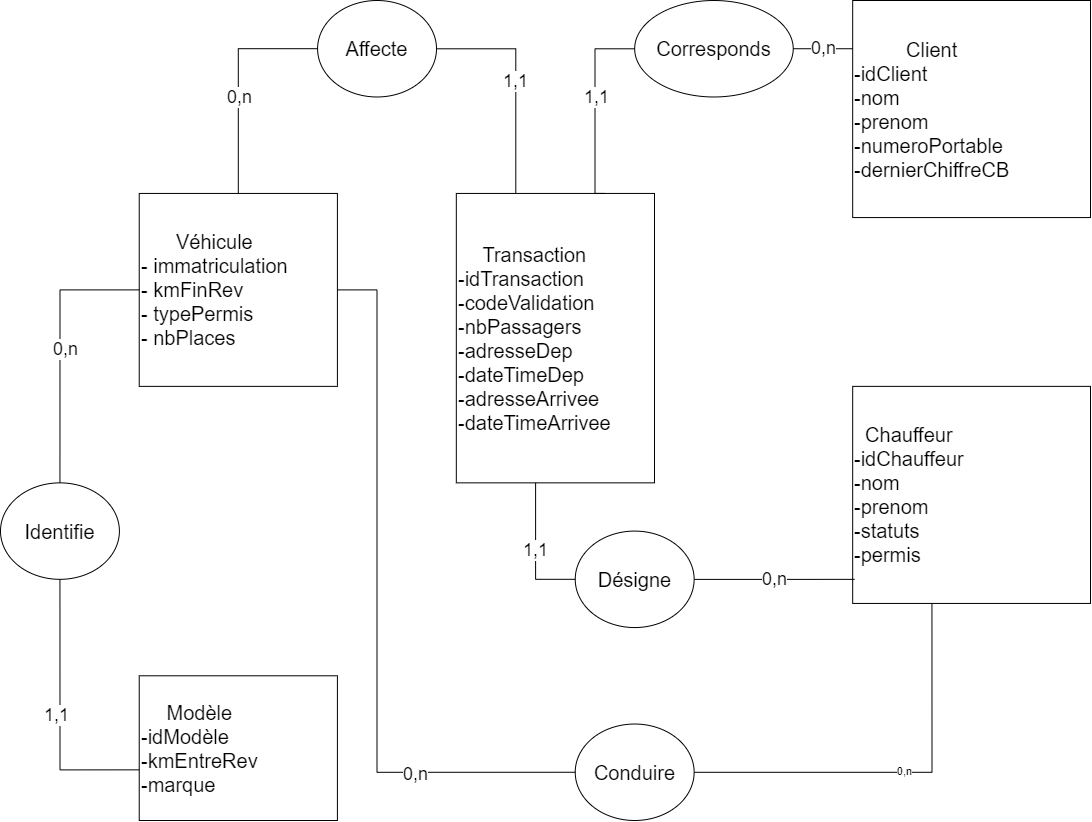 Affecte
Corresponds
0,n
Client
-idClient
-nom
-prenom
-numeroPortable
-dernierChiffreCB
0,n
1,1
1,1
Véhicule
- immatriculation
- kmFinRev
- typePermis
- nbPlaces
Transaction
-idTransaction
-codeValidation
-nbPassagers
-adresseDep
-dateTimeDep
-adresseArrivee
-dateTimeArrivee
0,n
Chauffeur
-idChauffeur
-nom
-prenom
-statuts
-permis
Identifie
1,1
Désigne
0,n
1,1
Modèle
-idModèle
-kmEntreRev
-marque
0,n
Conduire
0,n